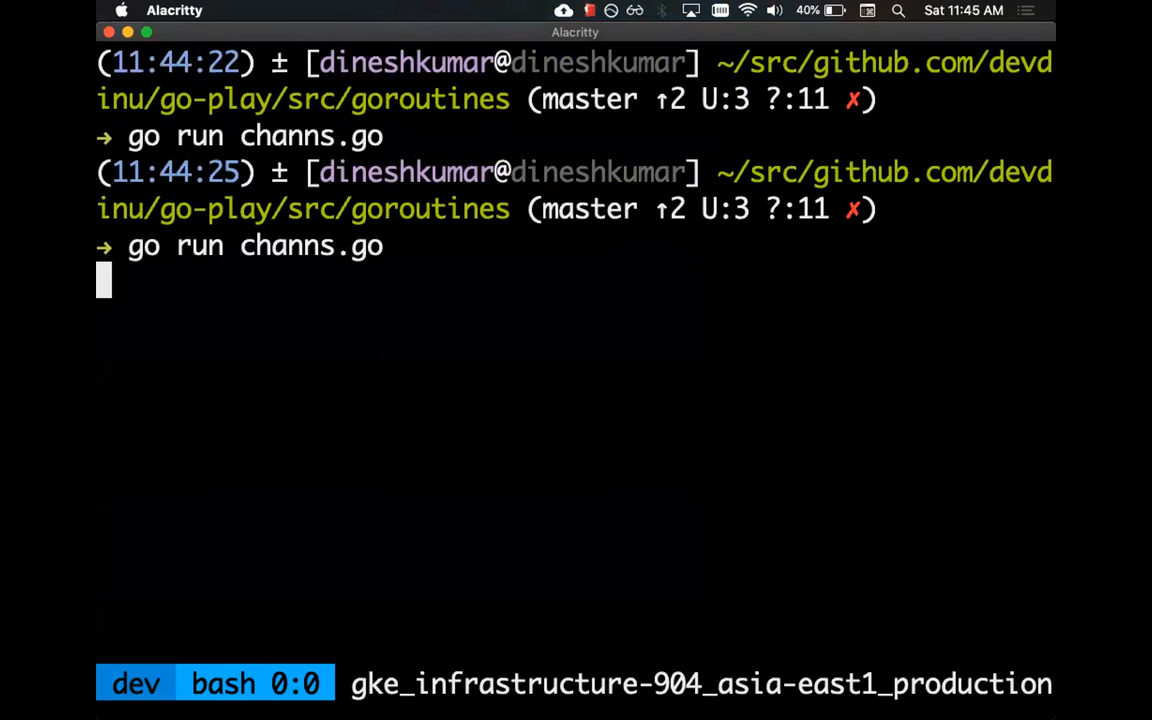 Alacritty 40% Sat 11:45 AM
Alacritty
(11:44:22) ± [dineshkumar@dineshkumar] ~/src/github.com/devd
inu/go-play/src/goroutines (master ↑2 U:3 ?:11 ✗)
→ go run channs.go
(11:44:25) ± [dineshkumar@dineshkumar] ~/src/github.com/devd
inu/go-play/src/goroutines (master ↑2 U:3 ?:11 ✗)
→ go run channs.go
dev bash 0:0 gke_infrastructure-904_asia-east1_production